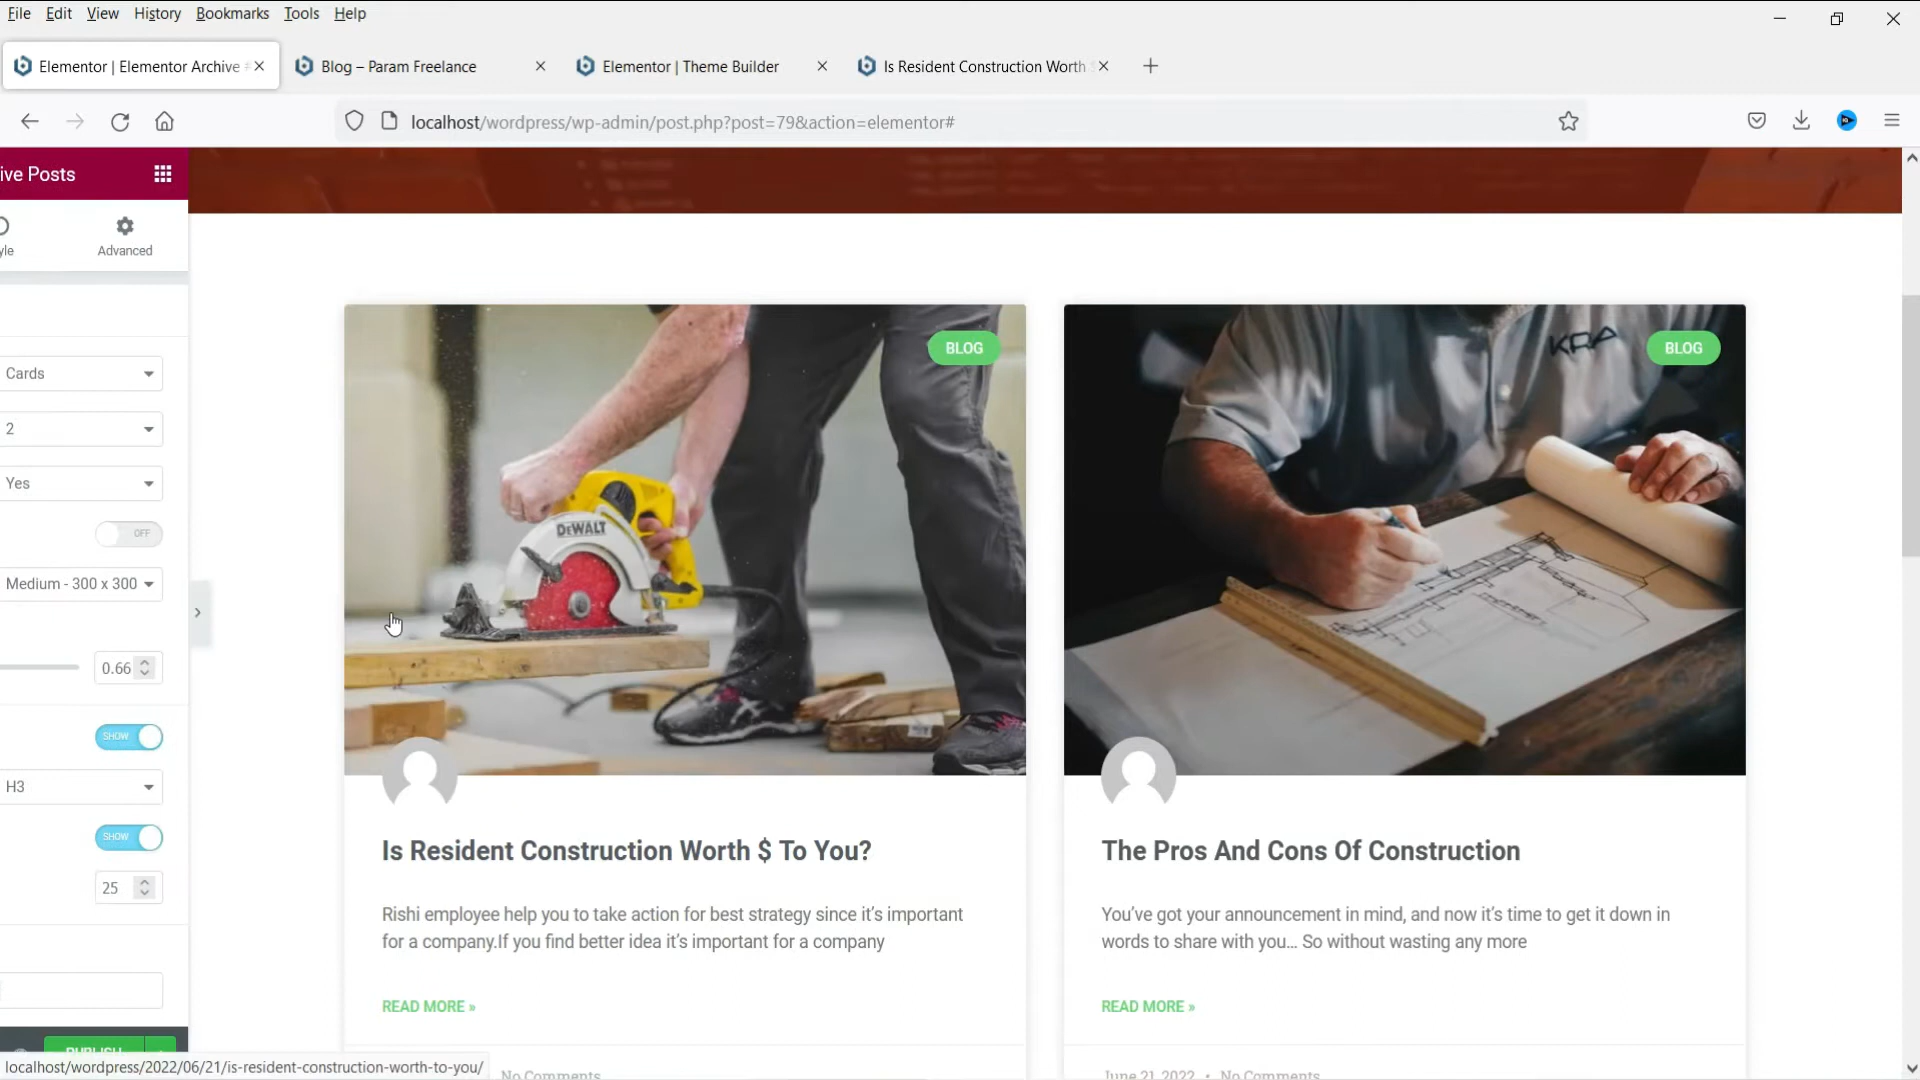 File Edit View History Bookmarks Tools Help
Elementor | Elementor Archive
Blog – Param Freelance
Elementor | Theme Builder
Is Resident Construction Worth
localhost/wordpress/wp-admin/post.php?post=79&action=elementor#
ive Posts
yle
Advanced
Cards
2
Yes
OFF
Medium - 300 x 300
0.66
SHOW
H3
SHOW
25
PUBLISH
BLOG
DEWALT
Is Resident Construction Worth $ To You?
Rishi employee help you to take action for best strategy since it's important
for a company.If you find better idea it's important for a company
READ MORE »
No Comments
BLOG
KRA
The Pros And Cons Of Construction
You've got your announcement in mind, and now it's time to get it down in
words to share with you... So without wasting any more
READ MORE »
June 21, 2022 • No Comments
localhost/wordpress/2022/06/21/is-resident-construction-worth-to-you/